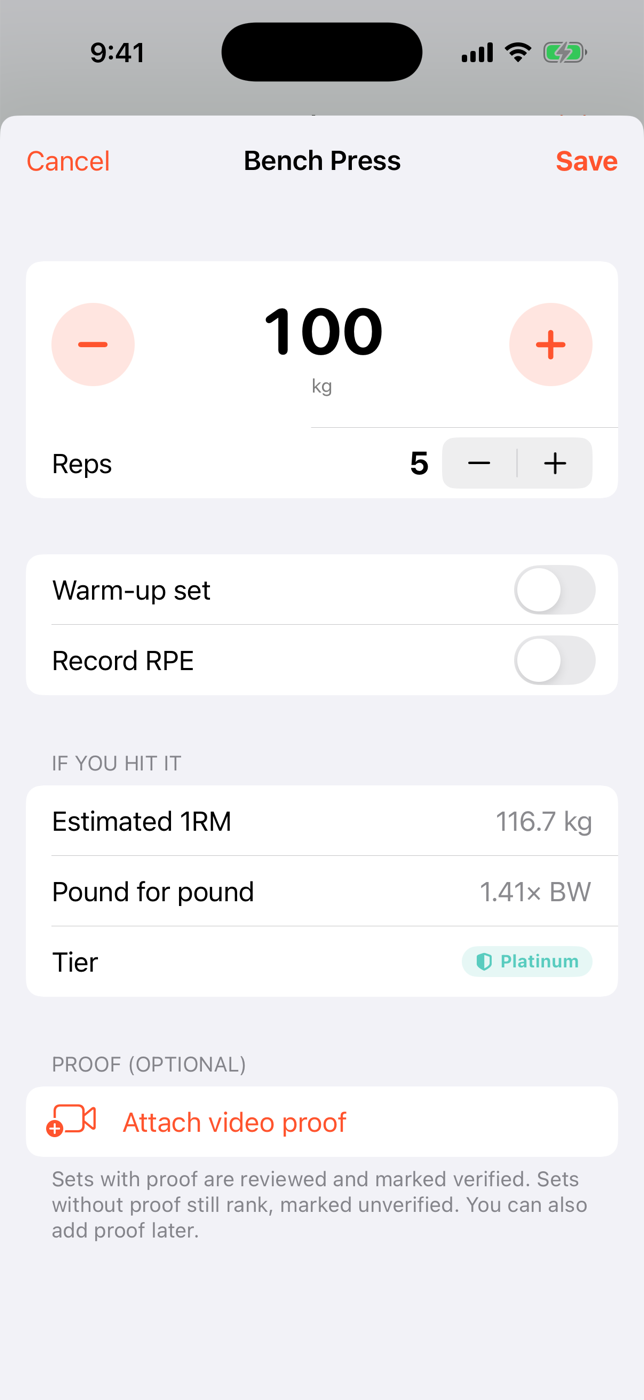 9:41
Cancel
Bench Press
Save
100
kg
Reps
5
Warm-up set
Record RPE
IF YOU HIT IT
Estimated 1RM
116.7 kg
Pound for pound
1.41× BW
Tier
Platinum
PROOF (OPTIONAL)
Attach video proof
Sets with proof are reviewed and marked verified. Sets
without proof still rank, marked unverified. You can also
add proof later.